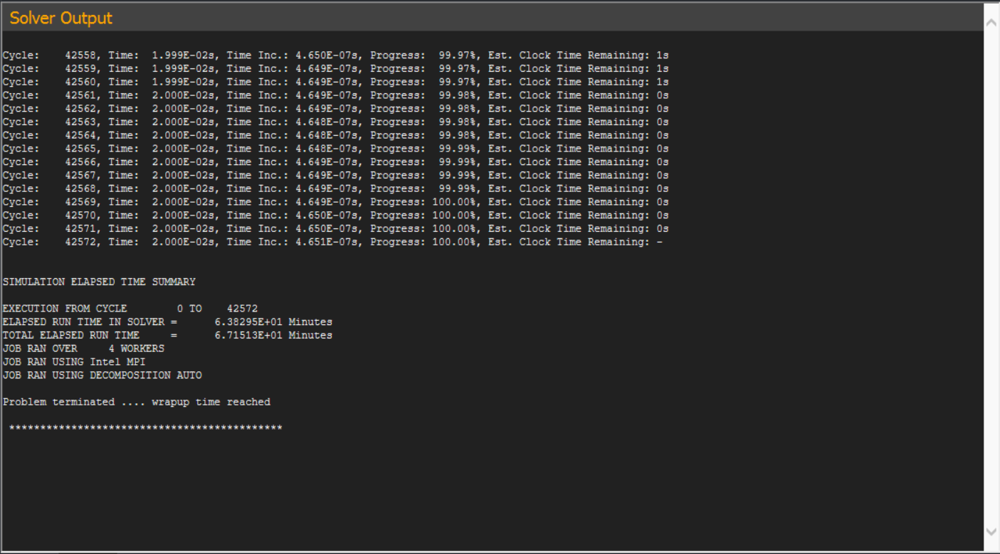 Solver Output
Cycle:    42558, Time:  1.999E-02s, Time Inc.: 4.650E-07s, Progress:  99.97%, Est. Clock Time Remaining: 1s
Cycle:    42559, Time:  1.999E-02s, Time Inc.: 4.649E-07s, Progress:  99.97%, Est. Clock Time Remaining: 1s
Cycle:    42560, Time:  1.999E-02s, Time Inc.: 4.649E-07s, Progress:  99.97%, Est. Clock Time Remaining: 1s
Cycle:    42561, Time:  2.000E-02s, Time Inc.: 4.649E-07s, Progress:  99.98%, Est. Clock Time Remaining: 0s
Cycle:    42562, Time:  2.000E-02s, Time Inc.: 4.649E-07s, Progress:  99.98%, Est. Clock Time Remaining: 0s
Cycle:    42563, Time:  2.000E-02s, Time Inc.: 4.648E-07s, Progress:  99.98%, Est. Clock Time Remaining: 0s
Cycle:    42564, Time:  2.000E-02s, Time Inc.: 4.648E-07s, Progress:  99.98%, Est. Clock Time Remaining: 0s
Cycle:    42565, Time:  2.000E-02s, Time Inc.: 4.648E-07s, Progress:  99.99%, Est. Clock Time Remaining: 0s
Cycle:    42566, Time:  2.000E-02s, Time Inc.: 4.649E-07s, Progress:  99.99%, Est. Clock Time Remaining: 0s
Cycle:    42567, Time:  2.000E-02s, Time Inc.: 4.649E-07s, Progress:  99.99%, Est. Clock Time Remaining: 0s
Cycle:    42568, Time:  2.000E-02s, Time Inc.: 4.649E-07s, Progress:  99.99%, Est. Clock Time Remaining: 0s
Cycle:    42569, Time:  2.000E-02s, Time Inc.: 4.649E-07s, Progress: 100.00%, Est. Clock Time Remaining: 0s
Cycle:    42570, Time:  2.000E-02s, Time Inc.: 4.650E-07s, Progress: 100.00%, Est. Clock Time Remaining: 0s
Cycle:    42571, Time:  2.000E-02s, Time Inc.: 4.650E-07s, Progress: 100.00%, Est. Clock Time Remaining: 0s
Cycle:    42572, Time:  2.000E-02s, Time Inc.: 4.651E-07s, Progress: 100.00%, Est. Clock Time Remaining: -
SIMULATION ELAPSED TIME SUMMARY
EXECUTION FROM CYCLE        0 TO    42572
ELAPSED RUN TIME IN SOLVER =      6.38295E+01 Minutes
TOTAL ELAPSED RUN TIME     =      6.71513E+01 Minutes
JOB RAN OVER     4 WORKERS
JOB RAN USING Intel MPI
JOB RAN USING DECOMPOSITION AUTO
Problem terminated .... wrapup time reached
********************************************